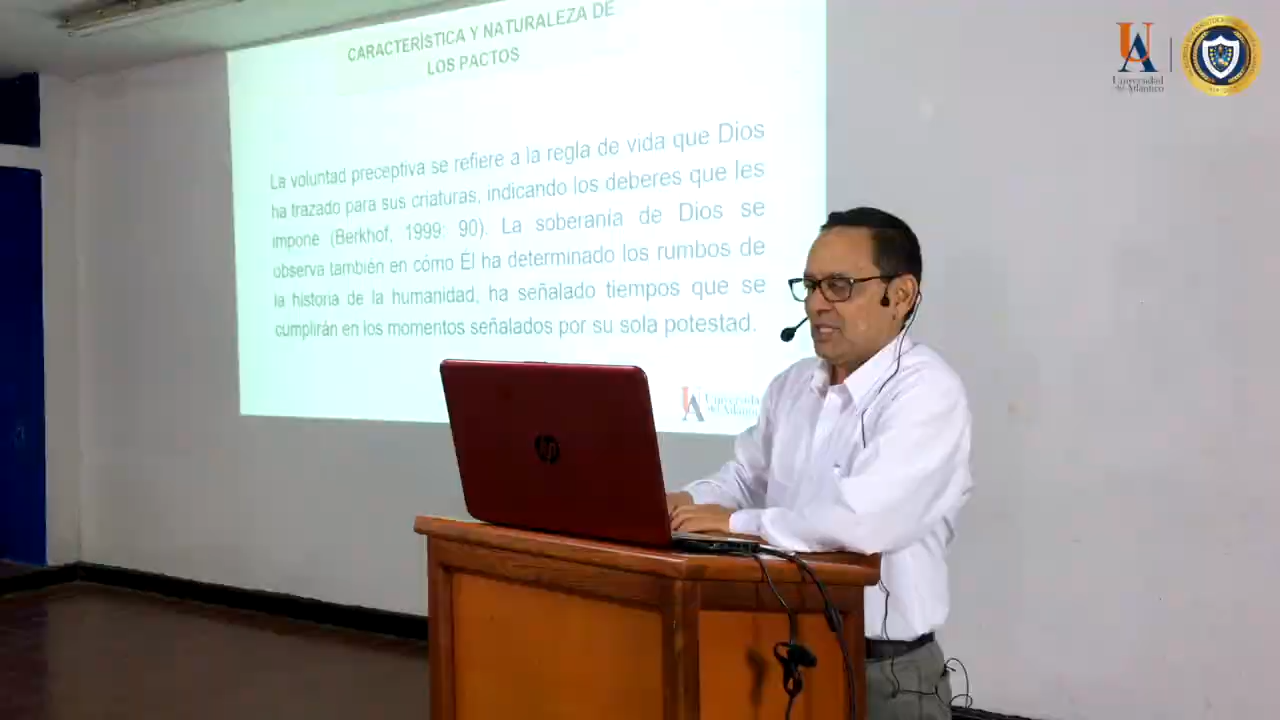 CARACTERÍSTICA Y NATURALEZA DE
LOS PACTOS
La voluntad preceptiva se refiere a la regla de vida que Dios
ha trazado para sus criaturas, indicando los deberes que les
impone (Berkhof, 1999: 90). La soberanía de Dios se
observa también en cómo Él ha determinado los rumbos de
la historia de la humanidad, ha señalado tiempos que se
cumplirán en los momentos señalados por su sola potestad.
UA
Universidad
del Atlántico
hp
UA
Universidad
del Atlántico